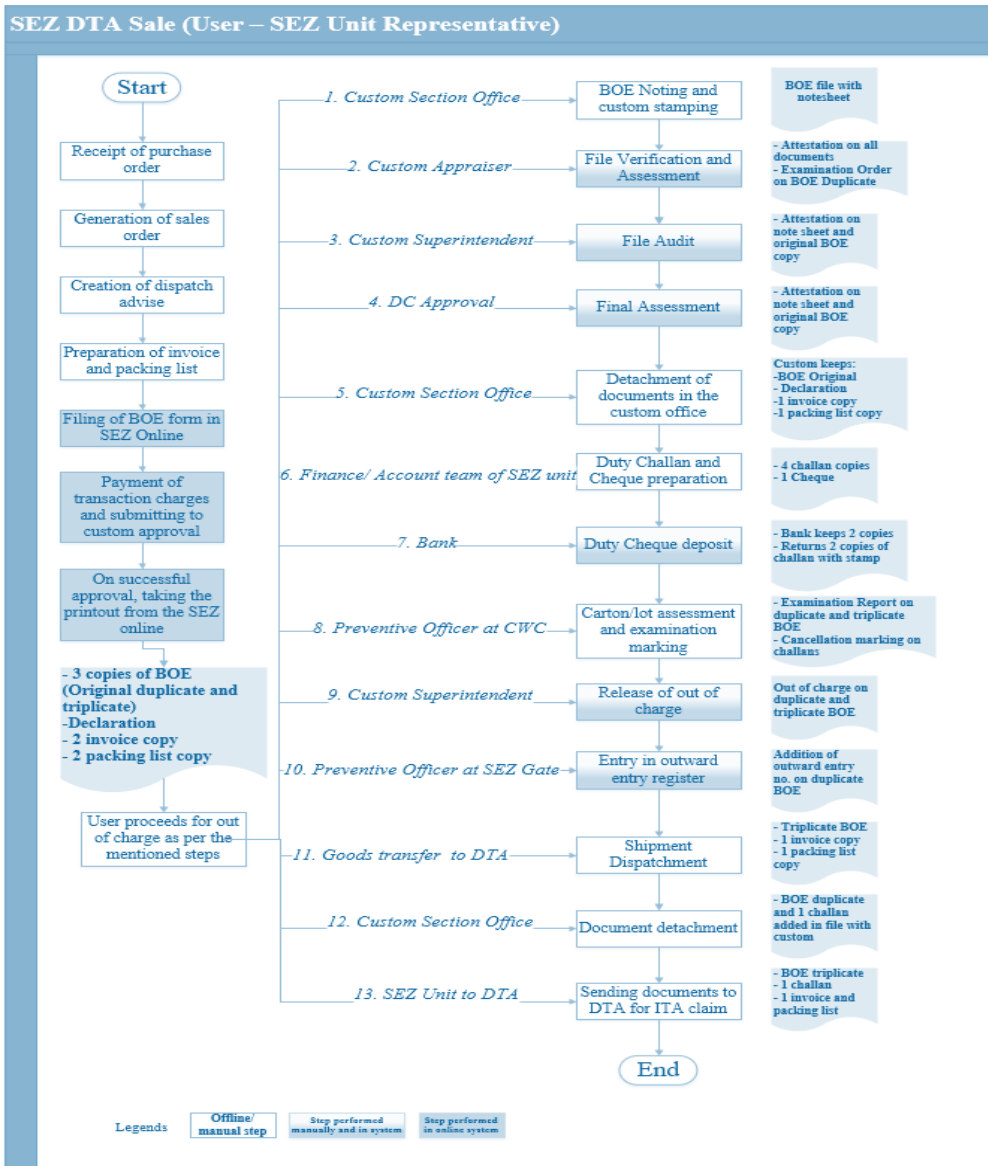 SEZ DTA Sale (User – SEZ Unit Representative)
Start
Receipt of purchase
order
Generation of sales
order
Creation of dispatch
advise
Preparation of invoice
and packing list
Filing of BOE form in
SEZ Online
Payment of
transaction charges
and submitting to
custom approval
On successful
approval, taking the
printout from the SEZ
online
- 3 copies of BOE
(Original duplicate and
triplicate)
-Declaration
- 2 invoice copy
- 2 packing list copy
User proceeds for out
of charge as per the
mentioned steps
1. Custom Section Office
BOE Noting and
custom stamping
BOE file with
notesheet
2. Custom Appraiser
File Verification and
Assessment
- Attestation on all
documents
- Examination Order
on BOE Duplicate
3. Custom Superintendent
File Audit
- Attestation on
note sheet and
original BOE
copy
4. DC Approval
Final Assessment
- Attestation on
note sheet and
original BOE
copy
5. Custom Section Office
Detachment of
documents in the
custom office
Custom keeps:
-BOE Original
- Declaration
-1 invoice copy
-1 packing list copy
6. Finance/ Account team of SEZ unit
Duty Challan and
Cheque preparation
- 4 challan copies
- 1 Cheque
7. Bank
Duty Cheque deposit
- Bank keeps 2 copies
- Returns 2 copies of
challan with stamp
8. Preventive Officer at CWC
Carton/lot assessment
and examination
marking
- Examination Report on
duplicate and triplicate
BOE
- Cancellation marking on
challans
9. Custom Superintendent
Release of out of
charge
Out of charge on
duplicate and
triplicate BOE
10. Preventive Officer at SEZ Gate
Entry in outward
entry register
Addition of
outward entry
no. on duplicate
BOE
11. Goods transfer to DTA
Shipment
Dispatchment
- Triplicate BOE
- 1 invoice copy
- 1 packing list
copy
12. Custom Section Office
Document detachment
- BOE duplicate
and 1 challan
added in file with
custom
13. SEZ Unit to DTA
Sending documents to
DTA for ITA claim
- BOE triplicate
- 1 challan
- 1 invoice and
packing list
End
Legends
Offline/
manual step
Step performed
manually and in system
Step performed
in online system